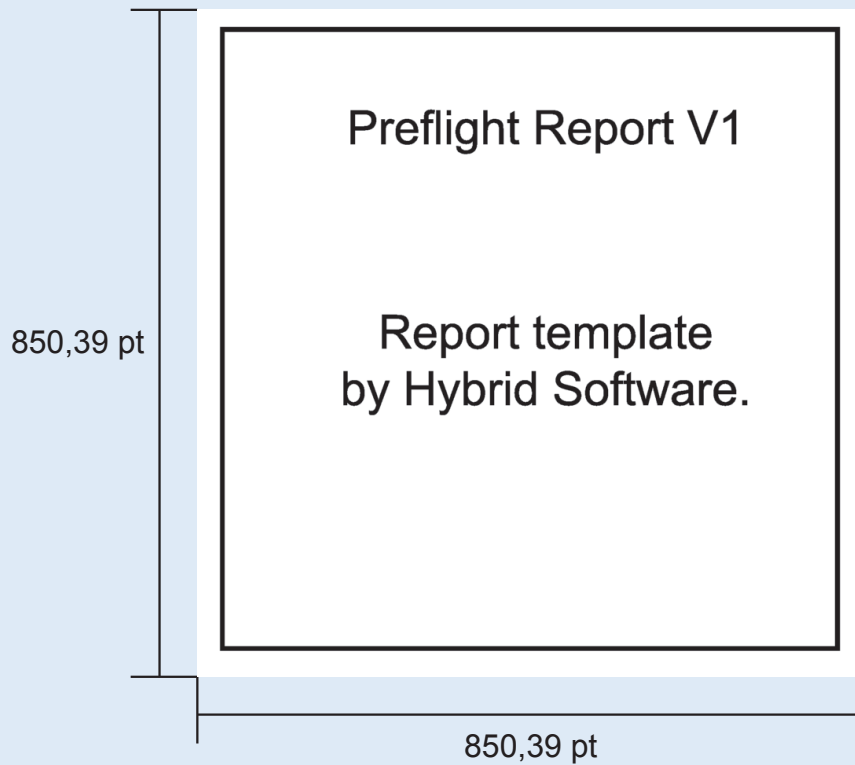 Preflight Report V1
850,39 pt
Report template
by Hybrid Software.
850,39 pt